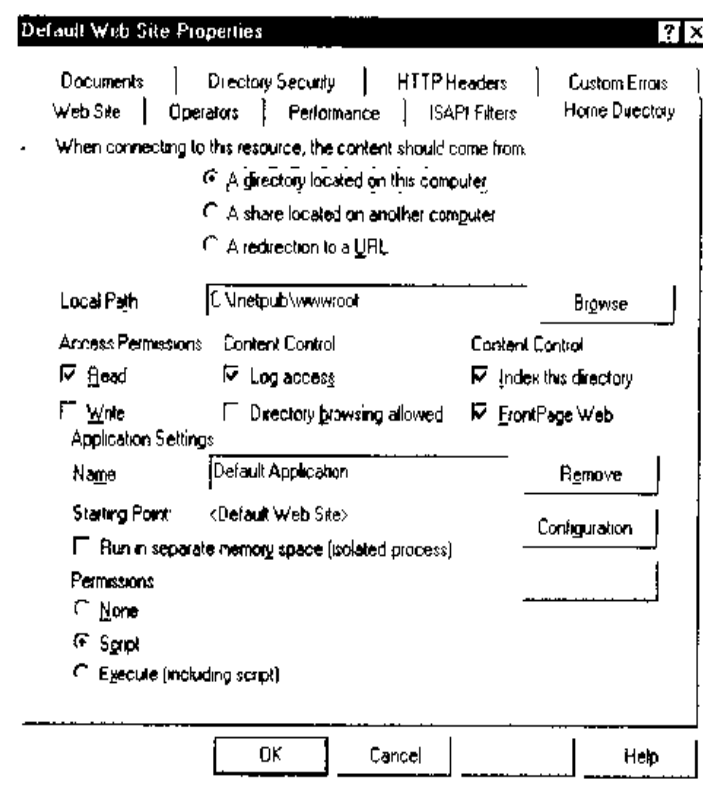 Default Web Site Properties ? X
Documents Directory Security HTTP Headers Custom Errors
Web Site Operators Performance ISAPI Filters Home Directory
When connecting to this resource, the content should come from:
A directory located on this computer
A share located on another computer
A redirection to a URL
Local Path C:\Inetpub\wwwroot Browse
Access Permissions Content Control Content Control
Read Log access Index this directory
Write Directory browsing allowed FrontPage Web
Application Settings
Name Default Application Remove
Starting Point: <Default Web Site> Configuration
Run in separate memory space (isolated process)
Permissions
None
Script
Execute (including script)
OK Cancel Help